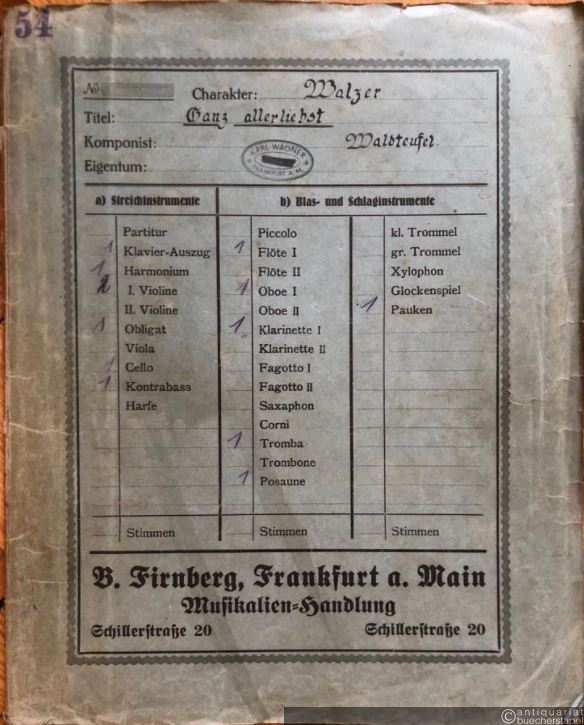 54
№
Charakter: Walzer
Titel: Ganz allerliebst
Komponist: Waldteufel.
Eigentum:
KARL WAGNER
FRANKFURT A. M.
a) Streichinstrumente
b) Blas- und Schlaginstrumente
Partitur
1 Klavier-Auszug
1 Harmonium
I. Violine
II. Violine
1 Obligat
Viola
1 Cello
1 Kontrabass
Harfe
Stimmen
Piccolo
1 Flöte I
Flöte II
1 Oboe I
Oboe II
1 Klarinette I
Klarinette II
Fagotto I
Fagotto II
Saxaphon
Corni
1 Tromba
Trombone
1 Posaune
Stimmen
kl. Trommel
gr. Trommel
Xylophon
Glockenspiel
1 Pauken
Stimmen
B. Firnberg, Frankfurt a. Main
Musikalien-Handlung
Schillerstraße 20 Schillerstraße 20
©antiquariat
buecherstapel